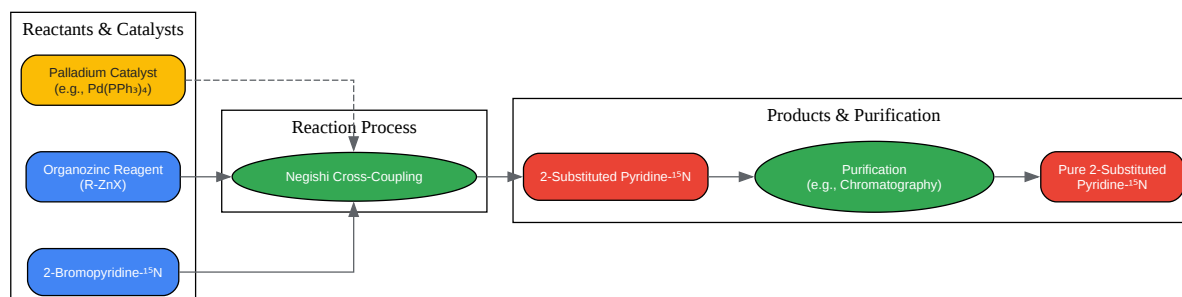 Reactants & Catalysts
Palladium Catalyst
(e.g., Pd(PPh₃)₄)
Organozinc Reagent
(R-ZnX)
2-Bromopyridine-¹⁵N
Reaction Process
Negishi Cross-Coupling
Products & Purification
2-Substituted Pyridine-¹⁵N
Purification
(e.g., Chromatography)
Pure 2-Substituted
Pyridine-¹⁵N